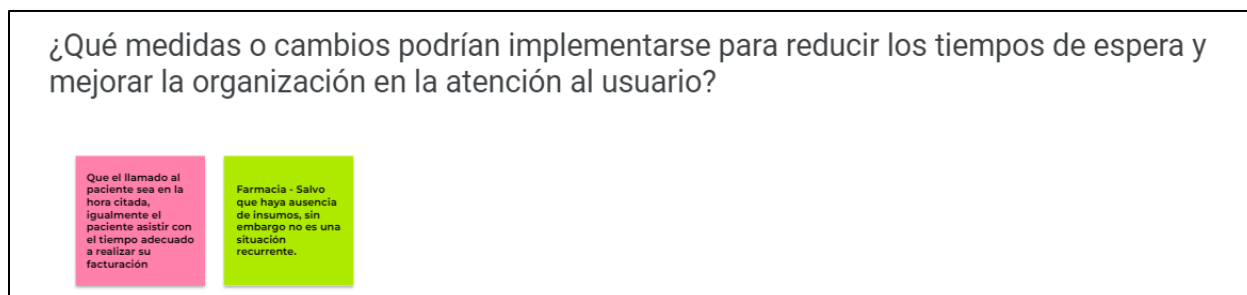 ¿Qué medidas o cambios podrían implementarse para reducir los tiempos de espera y
mejorar la organización en la atención al usuario?
Que el llamado al
paciente sea en la
hora citada,
igualmente el
paciente asistir con
el tiempo adecuado
a realizar su
facturación
Farmacia - Salvo
que haya ausencia
de insumos, sin
embargo no es una
situación
recurrente.